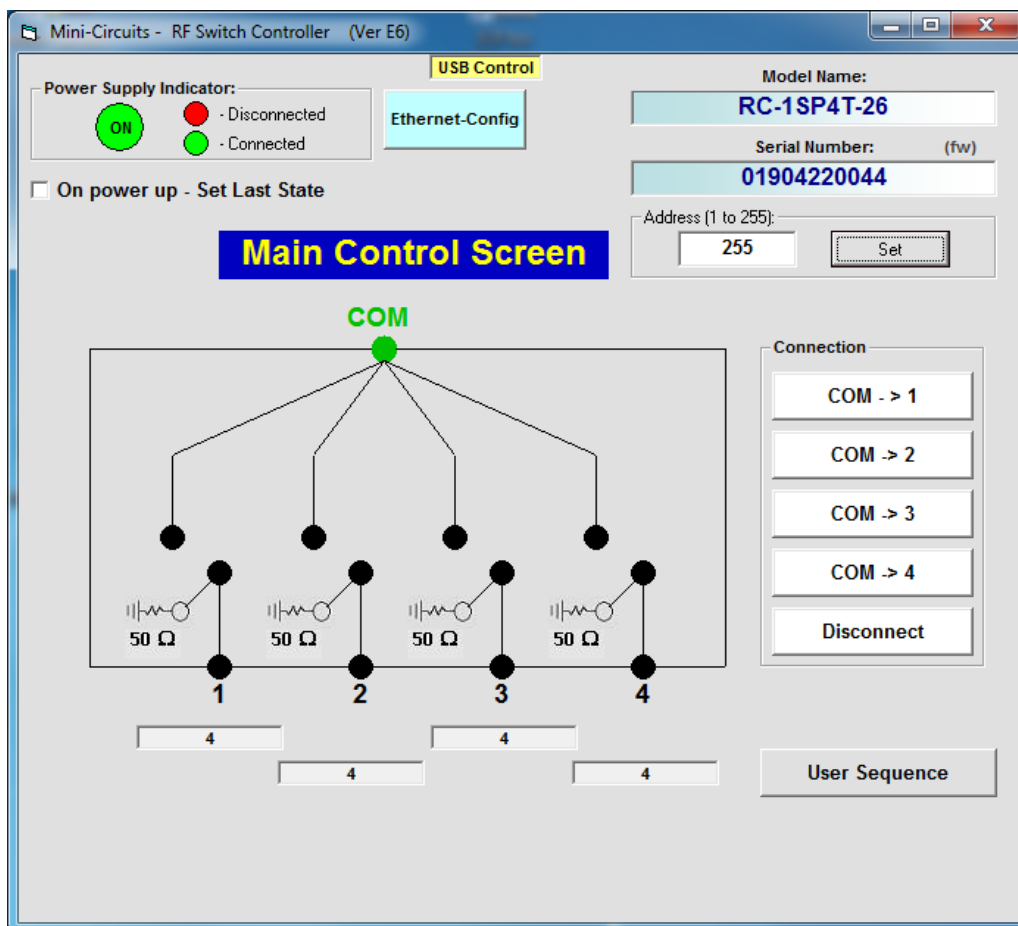 Mini-Circuits - RF Switch Controller (Ver E6)
USB Control
Power Supply Indicator:
ON
- Disconnected
- Connected
Ethernet-Config
Model Name:
RC-1SP4T-26
Serial Number: (fw)
01904220044
On power up - Set Last State
Address (1 to 255):
255
Set
Main Control Screen
COM
Connection
COM - > 1
COM -> 2
COM -> 3
COM -> 4
Disconnect
50 Ω 50 Ω 50 Ω 50 Ω
1 2 3 4
4 4
4 4
User Sequence